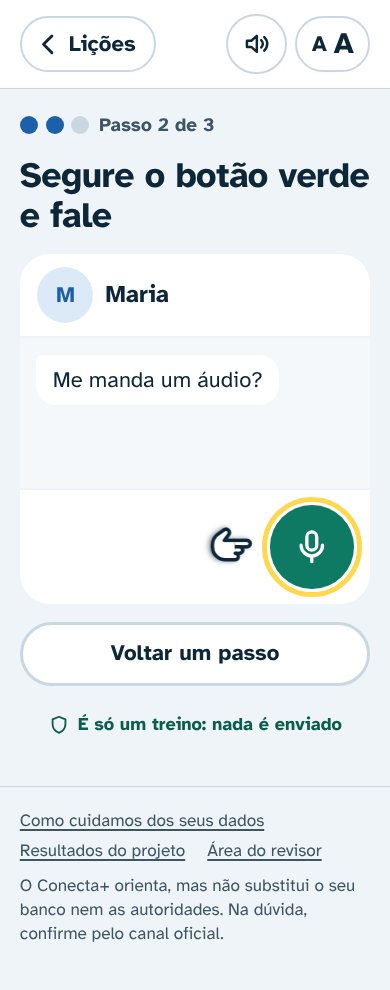 Lições
A A
Passo 2 de 3
Segure o botão verde
e fale
M
Maria
Me manda um áudio?
Voltar um passo
É só um treino: nada é enviado
Como cuidamos dos seus dados
Resultados do projeto Área do revisor
O Conecta+ orienta, mas não substitui o seu
banco nem as autoridades. Na dúvida,
confirme pelo canal oficial.